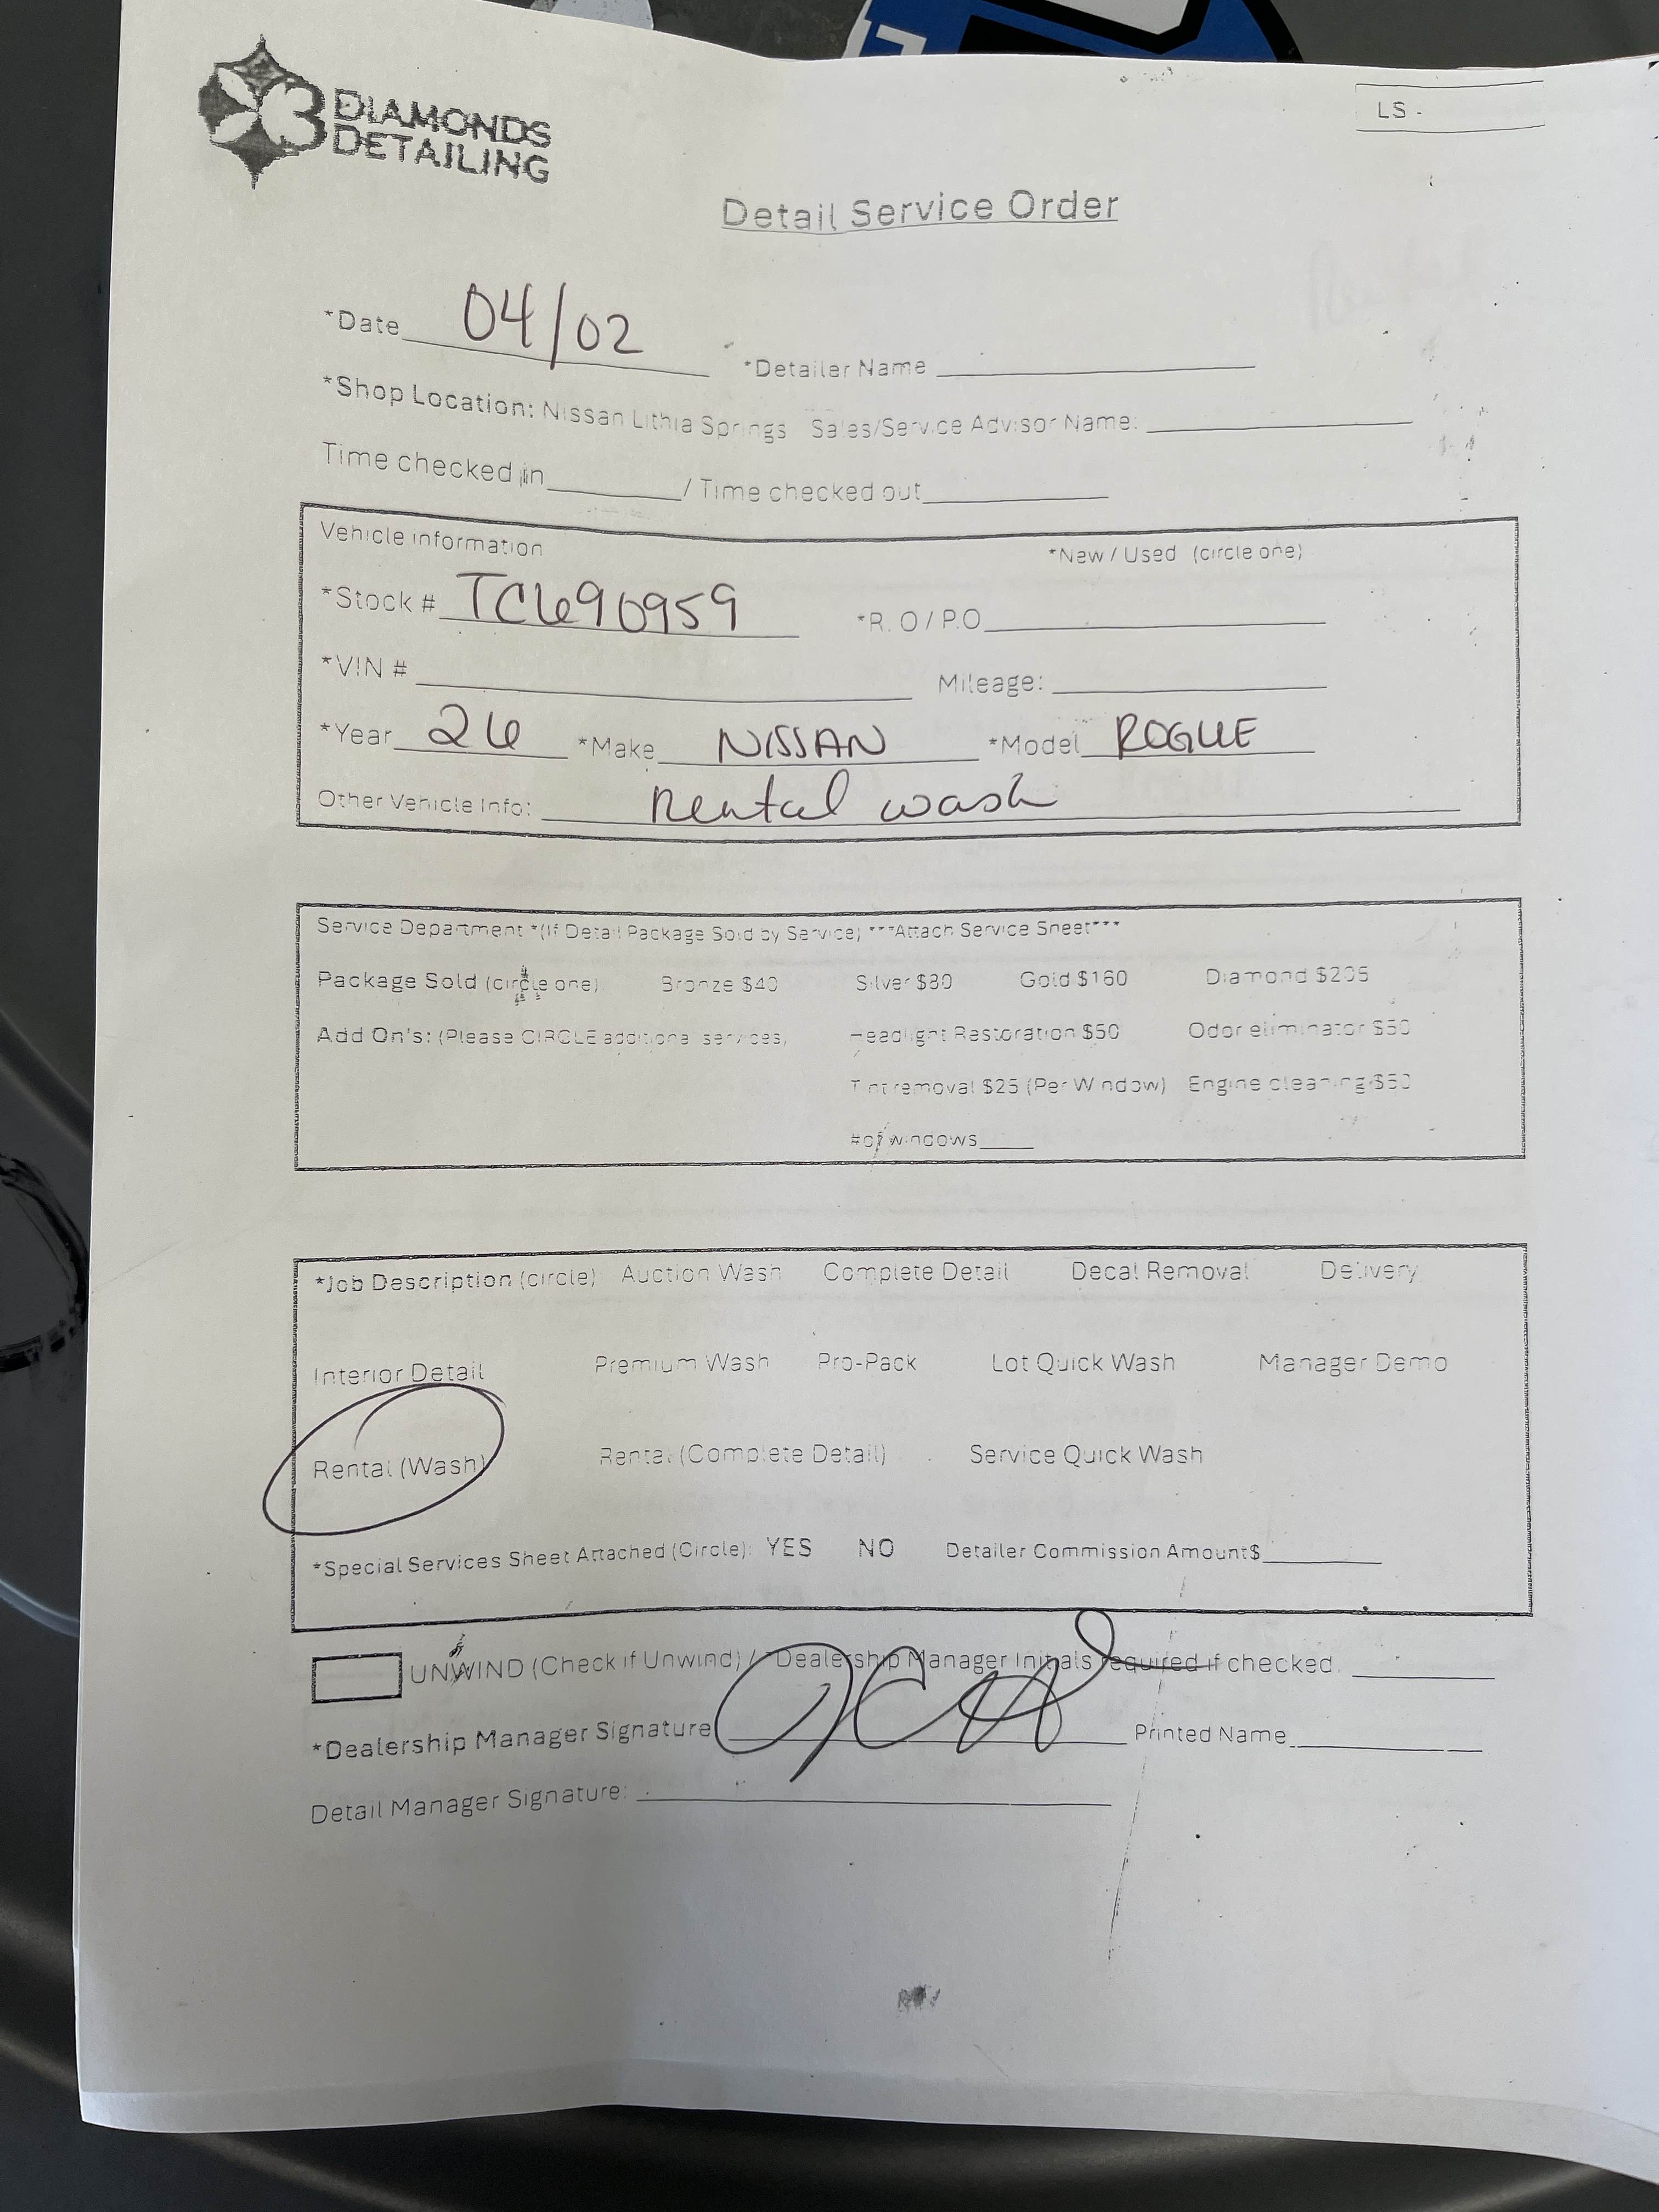 3 DIAMONDS
DETAILING
LS -
Detail Service Order
*Date 04/02 *Detailer Name
*Shop Location: Nissan Lithia Springs Sales/Service Advisor Name:
Time checked in / Time checked out
Vehicle information *New / Used (circle one)
*Stock # TC690959 *R.O/P.O
*VIN # Mileage:
*Year 26 *Make NISSAN *Model ROGUE
Other Vehicle Info: Rental wash
Service Department *(If Detail Package Sold by Service) ***Attach Service Sheet***
Package Sold (circle one) Bronze $40 Silver $80 Gold $160 Diamond $205
Add On's: (Please CIRCLE additional services) Headlight Restoration $50 Odor eliminator $50
Tint removal $25 (Per Window) Engine cleaning $50
# of windows
*Job Description (circle): Auction Wash Complete Detail Decal Removal Delivery
Interior Detail Premium Wash Pro-Pack Lot Quick Wash Manager Demo
Rental (Wash) Rental (Complete Detail) Service Quick Wash
*Special Services Sheet Attached (Circle): YES NO Detailer Commission Amount$
UNWIND (Check if Unwind) / *Dealership Manager Initials required if checked.
*Dealership Manager Signature Printed Name
Detail Manager Signature: